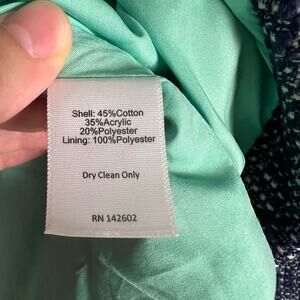 Shell: 45%Cotton
35%Acrylic
20%Polyester
Lining: 100%Polyester
Dry Clean Only
RN 142602